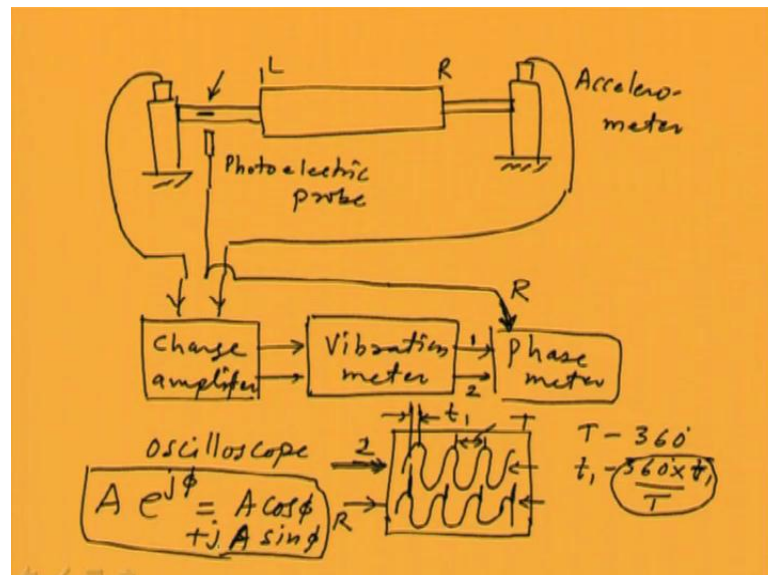 L
R
Accelero-
meter
Photoelectric
probe
R
Charge
amplifer
Vibration
meter
1
2
Phase
meter
t₁
T
oscilloscope
2
R
T - 360°
t₁ - 360° × t₁
T
A e^jφ = A cosφ
+j A sinφ